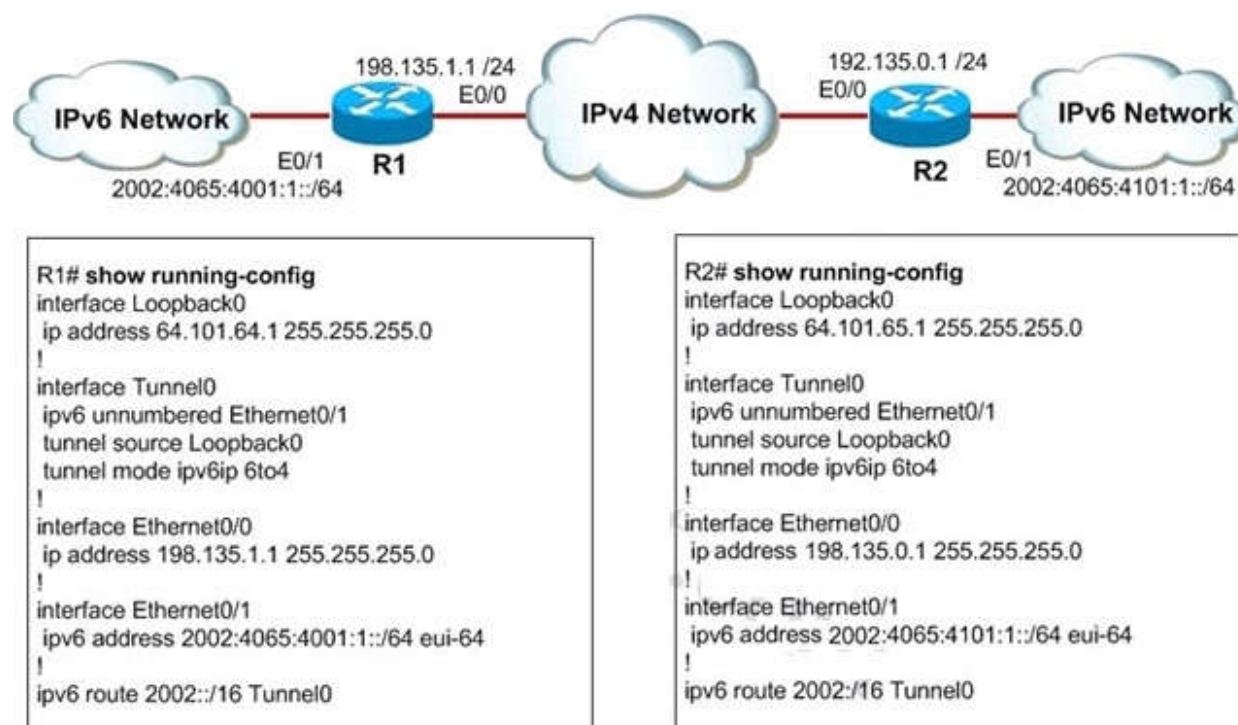 198.135.1.1 /24
192.135.0.1 /24
E0/0
E0/0
IPv6 Network
IPv4 Network
IPv6 Network
E0/1
R1
R2
E0/1
2002:4065:4001:1::/64
2002:4065:4101:1::/64
R1# show running-config
interface Loopback0
ip address 64.101.64.1 255.255.255.0
!
interface Tunnel0
ipv6 unnumbered Ethernet0/1
tunnel source Loopback0
tunnel mode ipv6ip 6to4
!
interface Ethernet0/0
ip address 198.135.1.1 255.255.255.0
!
interface Ethernet0/1
ipv6 address 2002:4065:4001:1::/64 eui-64
!
ipv6 route 2002::/16 Tunnel0
R2# show running-config
interface Loopback0
ip address 64.101.65.1 255.255.255.0
!
interface Tunnel0
ipv6 unnumbered Ethernet0/1
tunnel source Loopback0
tunnel mode ipv6ip 6to4
!
interface Ethernet0/0
ip address 198.135.0.1 255.255.255.0
!
interface Ethernet0/1
ipv6 address 2002:4065:4101:1::/64 eui-64
!
ipv6 route 2002:/16 Tunnel0